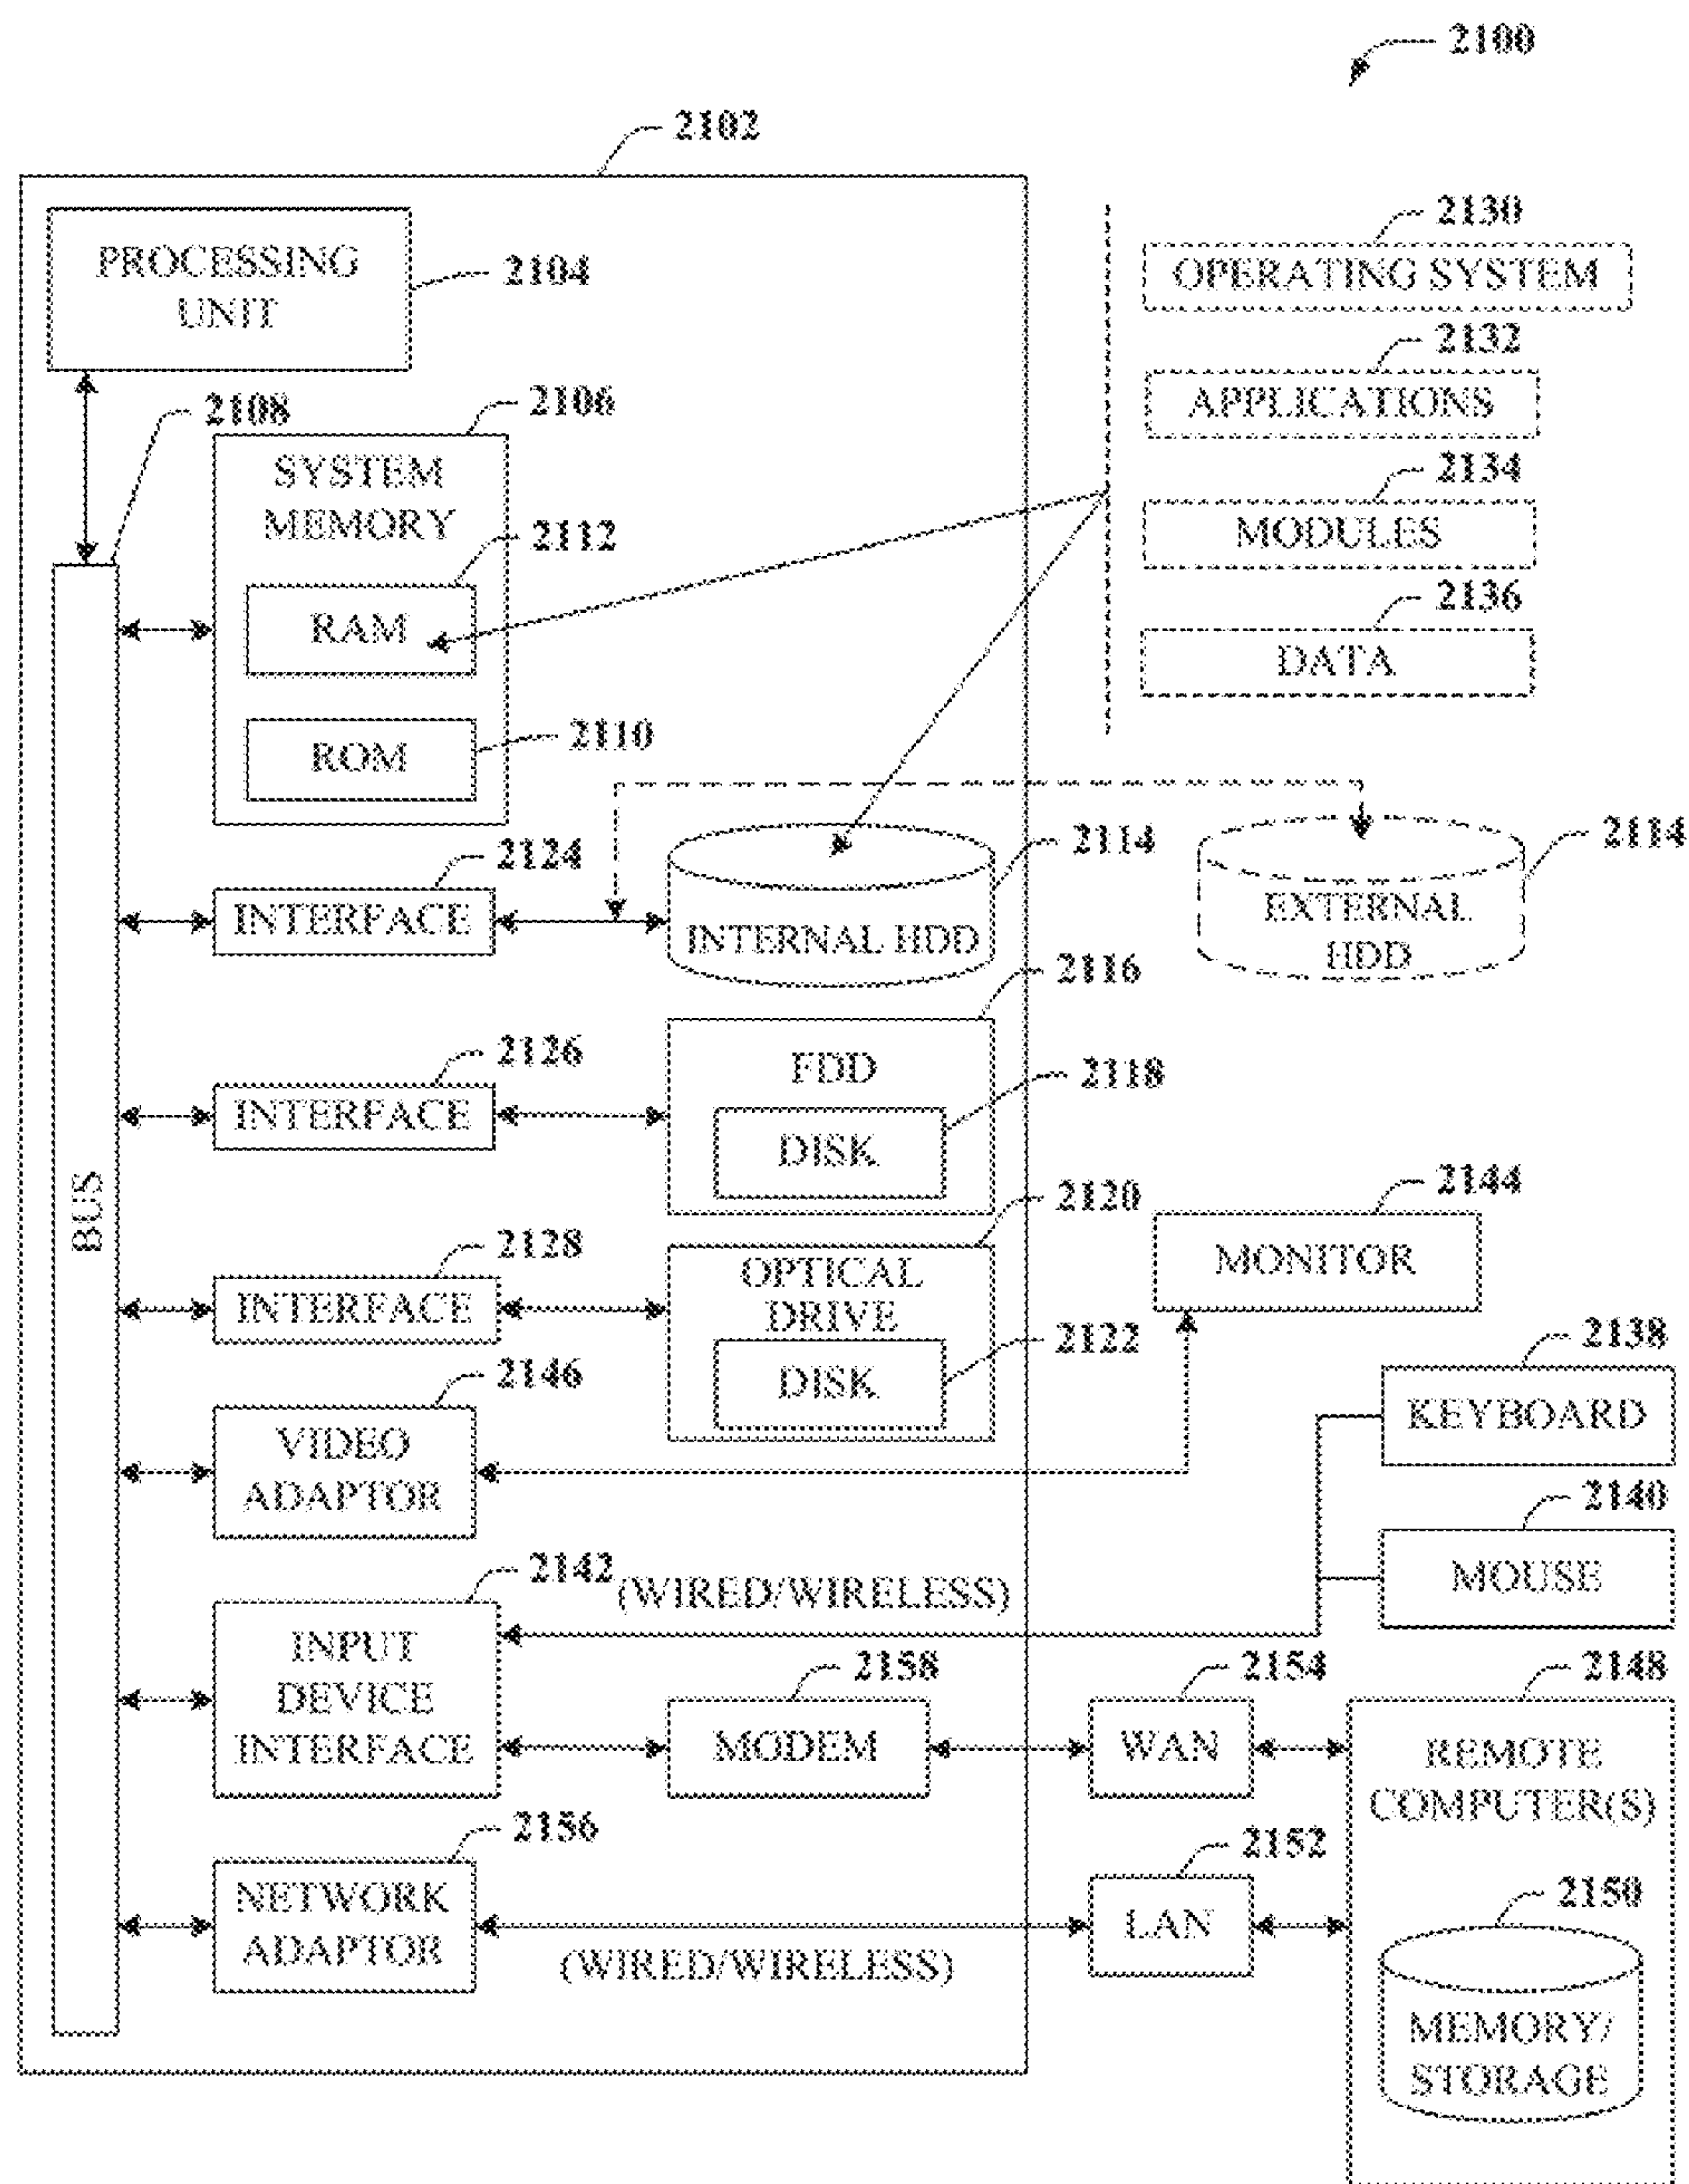 2100
2102
PROCESSING
UNIT
2104
2108
2106
SYSTEM
MEMORY
2112
RAM
ROM
2110
2130
OPERATING SYSTEM
2132
APPLICATIONS
2134
MODULES
2136
DATA
2124
INTERFACE
INTERNAL HDD
2114
EXTERNAL
HDD
2114
2126
INTERFACE
2116
FDD
2118
DISK
BUS
2128
INTERFACE
2120
OPTICAL
DRIVE
2122
DISK
2144
MONITOR
2146
VIDEO
ADAPTOR
2138
KEYBOARD
2140
MOUSE
2142
(WIRED/WIRELESS)
INPUT
DEVICE
INTERFACE
2158
MODEM
2154
WAN
2148
REMOTE
COMPUTER(S)
2156
NETWORK
ADAPTOR
(WIRED/WIRELESS)
2152
LAN
2150
MEMORY/
STORAGE